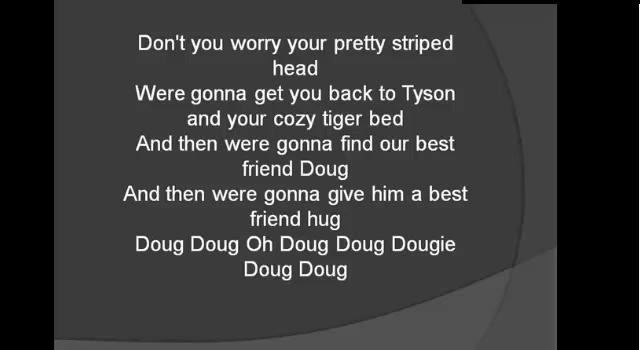 Don't you worry your pretty striped
head
Were gonna get you back to Tyson
and your cozy tiger bed
And then were gonna find our best
friend Doug
And then were gonna give him a best
friend hug
Doug Doug Oh Doug Doug Dougie
Doug Doug